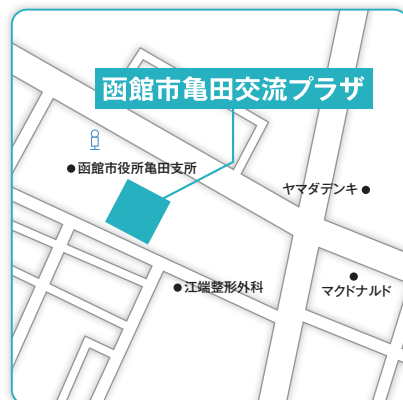 函館市亀田交流プラザ
函館市役所亀田支所
ヤマダデンキ
江端整形外科
マクドナルド